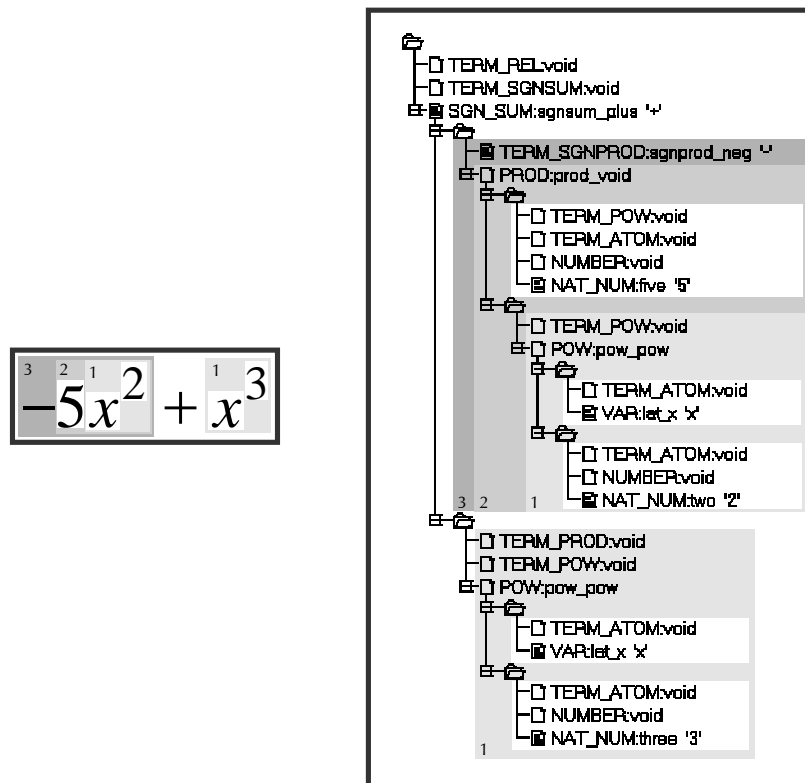 3 2 1 1
−5x² + x³
TERM_REL:void
TERM_SGNSUM:void
SGN_SUM:sgnsum_plus '+'
TERM_SGNPROD:sgnprod_neg '-'
PROD:prod_void
TERM_POW:void
TERM_ATOM:void
NUMBER:void
NAT_NUM:five '5'
TERM_POW:void
POW:pow_pow
TERM_ATOM:void
VAR:let_x 'x'
TERM_ATOM:void
NUMBER:void
NAT_NUM:two '2'
3 2 1
TERM_PROD:void
TERM_POW:void
POW:pow_pow
TERM_ATOM:void
VAR:let_x 'x'
TERM_ATOM:void
NUMBER:void
NAT_NUM:three '3'
1